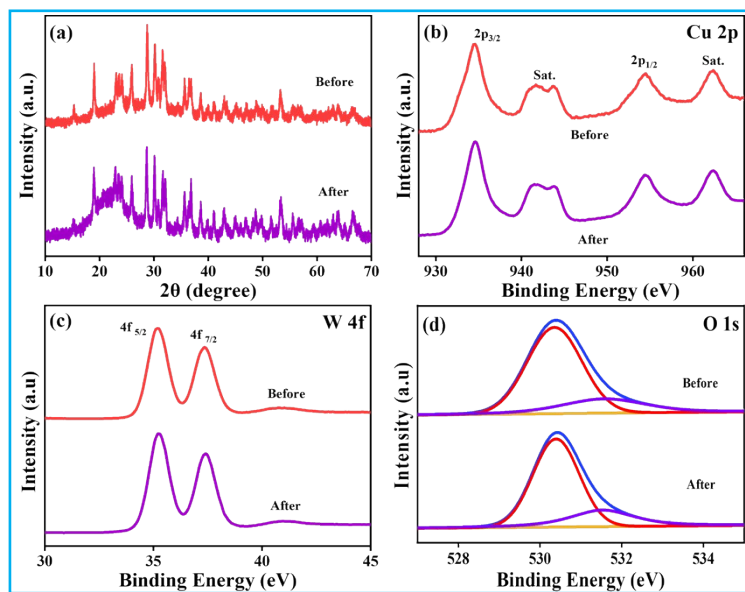 (a)
Before
After
Intensity (a.u.)
10 20 30 40 50 60 70
2θ (degree)
(b) Cu 2p
2p3/2
Sat.
2p1/2
Sat.
Before
After
Intensity (a.u.)
930 940 950 960
Binding Energy (eV)
(c) W 4f
4f 5/2
4f 7/2
Before
After
Intensity (a.u)
30 35 40 45
Binding Energy (eV)
(d) O 1s
Before
After
Intensity (a.u)
528 530 532 534
Binding Energy (eV)